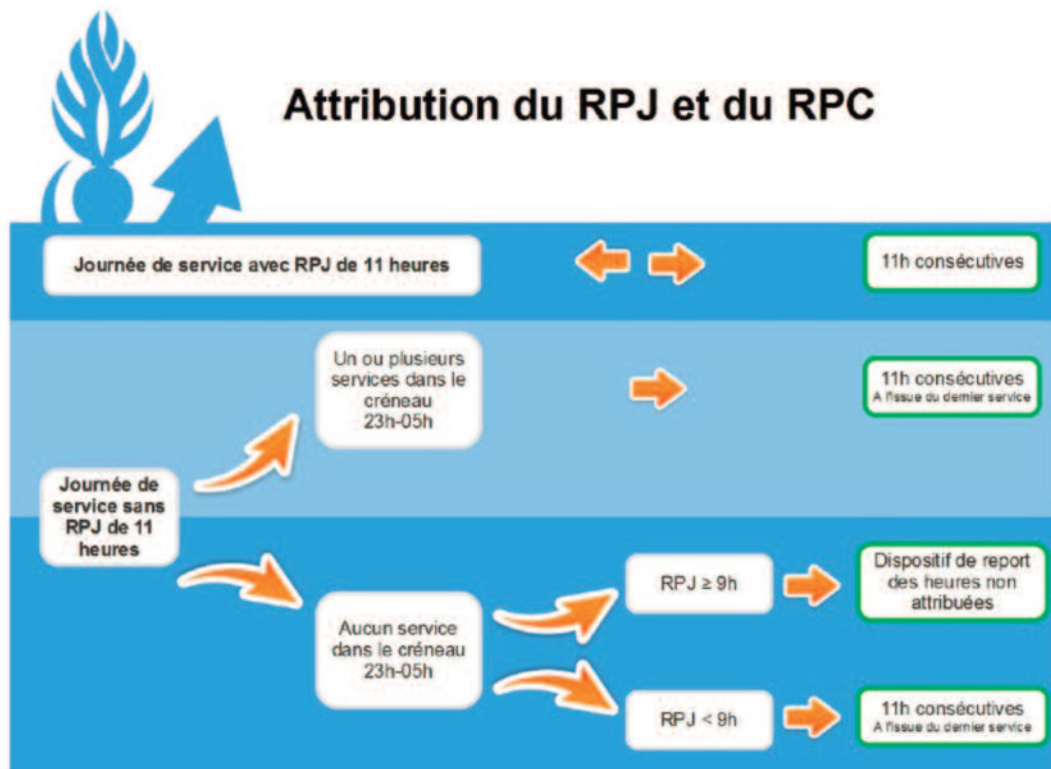 Attribution du RPJ et du RPC
Journée de service avec RPJ de 11 heures
11h consécutives
Un ou plusieurs
services dans le
créneau
23h-05h
11h consécutives
A l'issue du dernier service
Journée de
service sans
RPJ de 11
heures
Aucun service
dans le créneau
23h-05h
RPJ ≥ 9h
Dispositif de report
des heures non
attribuées
RPJ < 9h
11h consécutives
A l'issue du dernier service